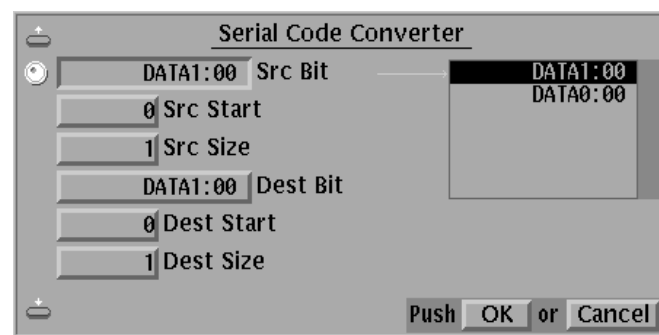 Serial Code Converter
DATA1:00 Src Bit
0 Src Start
1 Src Size
DATA1:00 Dest Bit
0 Dest Start
1 Dest Size
DATA1:00
DATA0:00
Push OK or Cancel